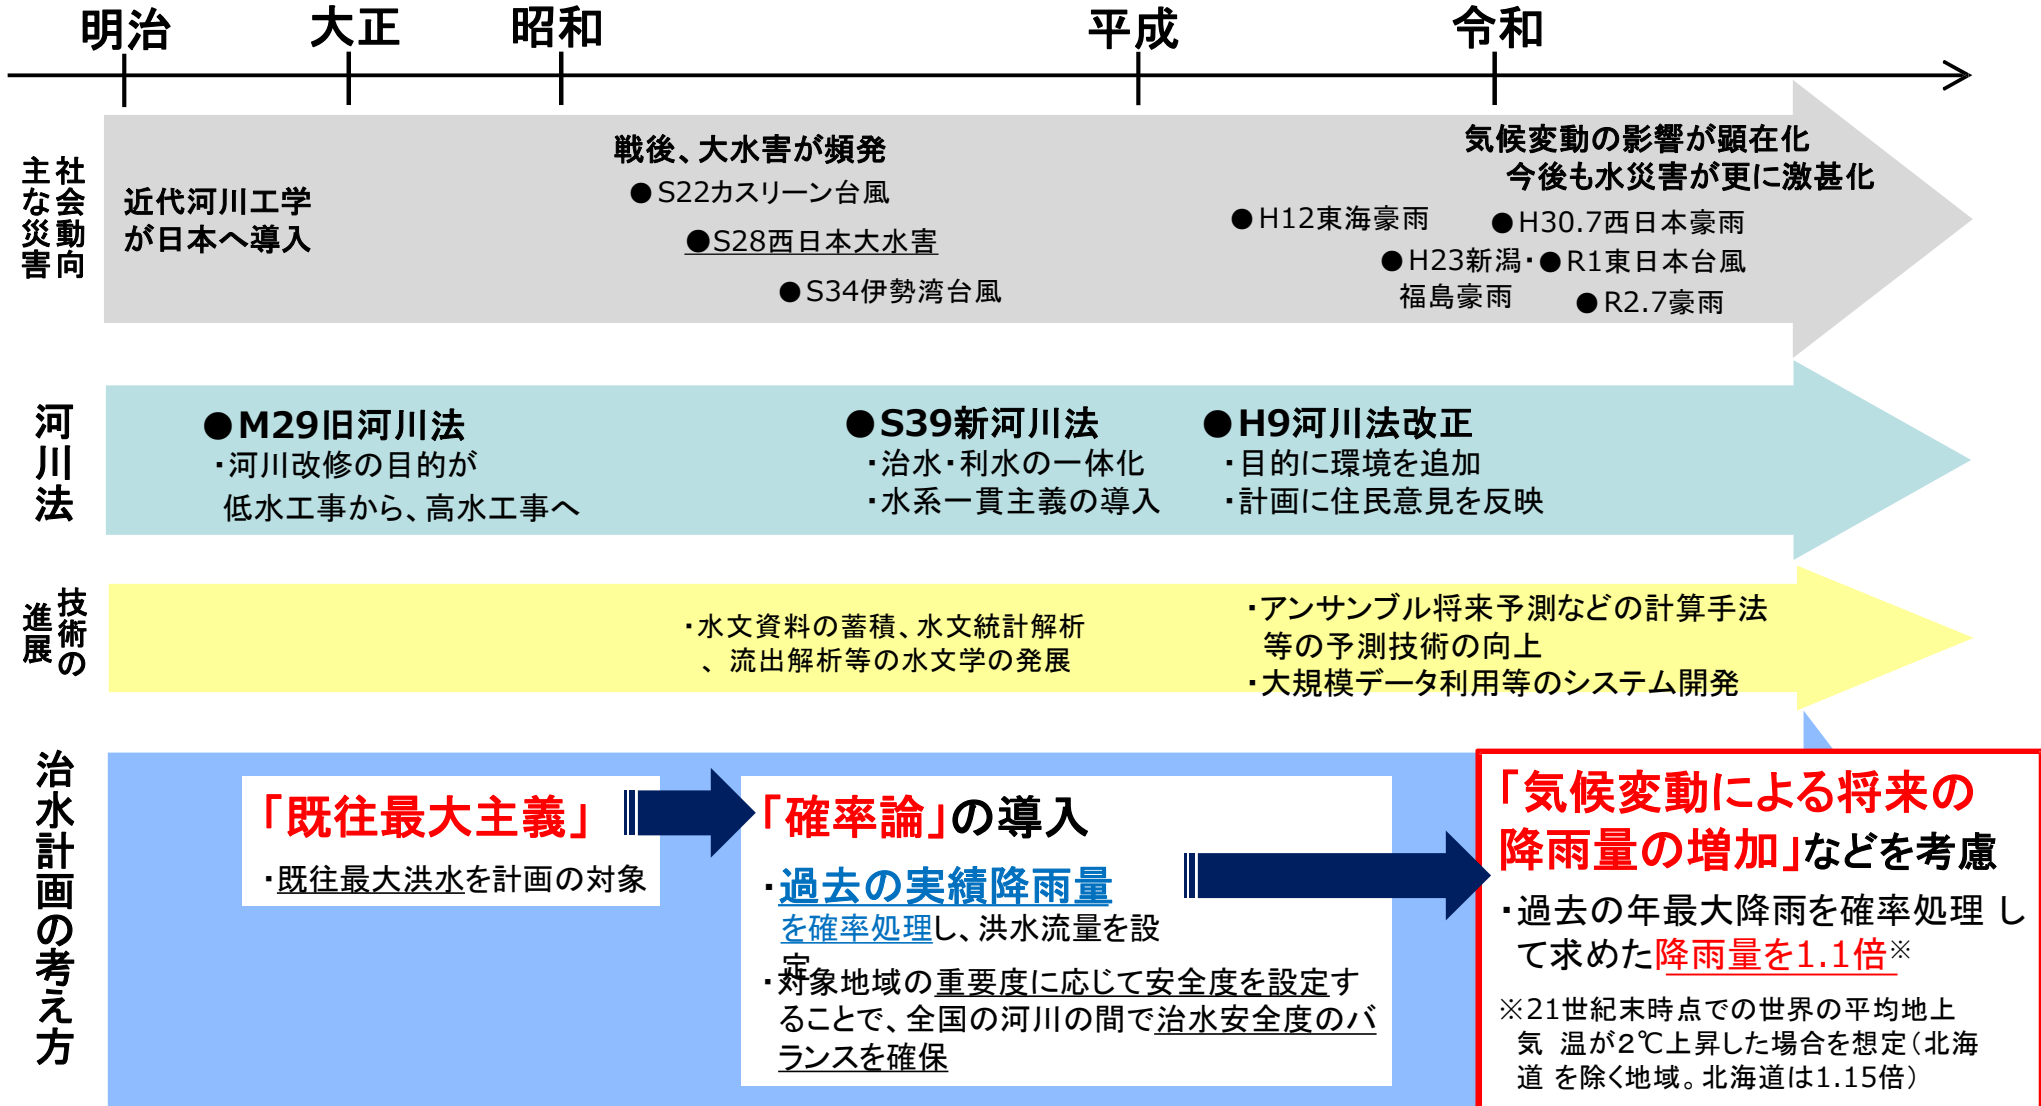 明治
大正
昭和
平成
令和
社会動向
主な災害
近代河川工学
が日本へ導入
戦後、大水害が頻発
●S22カスリーン台風
●S28西日本大水害
●S34伊勢湾台風
気候変動の影響が顕在化
今後も水災害が更に激甚化
●H12東海豪雨
●H30.7西日本豪雨
●H23新潟・
福島豪雨
●R1東日本台風
●R2.7豪雨
河川法
●M29旧河川法
・河川改修の目的が
低水工事から、高水工事へ
●S39新河川法
・治水・利水の一体化
・水系一貫主義の導入
●H9河川法改正
・目的に環境を追加
・計画に住民意見を反映
技術の
進展
・水文資料の蓄積、水文統計解析
、流出解析等の水文学の発展
・アンサンブル将来予測などの計算手法
等の予測技術の向上
・大規模データ利用等のシステム開発
治水計画の考え方
「既往最大主義」
・既往最大洪水を計画の対象
「確率論」の導入
・過去の実績降雨量
を確率処理し、洪水流量を設
定
・対象地域の重要度に応じて安全度を設定す
ることで、全国の河川の間で治水安全度のバ
ランスを確保
「気候変動による将来の
降雨量の増加」などを考慮
・過去の年最大降雨を確率処理 し
て求めた降雨量を1.1倍※
※21世紀末時点での世界の平均地上
気 温が2℃上昇した場合を想定（北海
道 を除く地域。北海道は1.15倍）